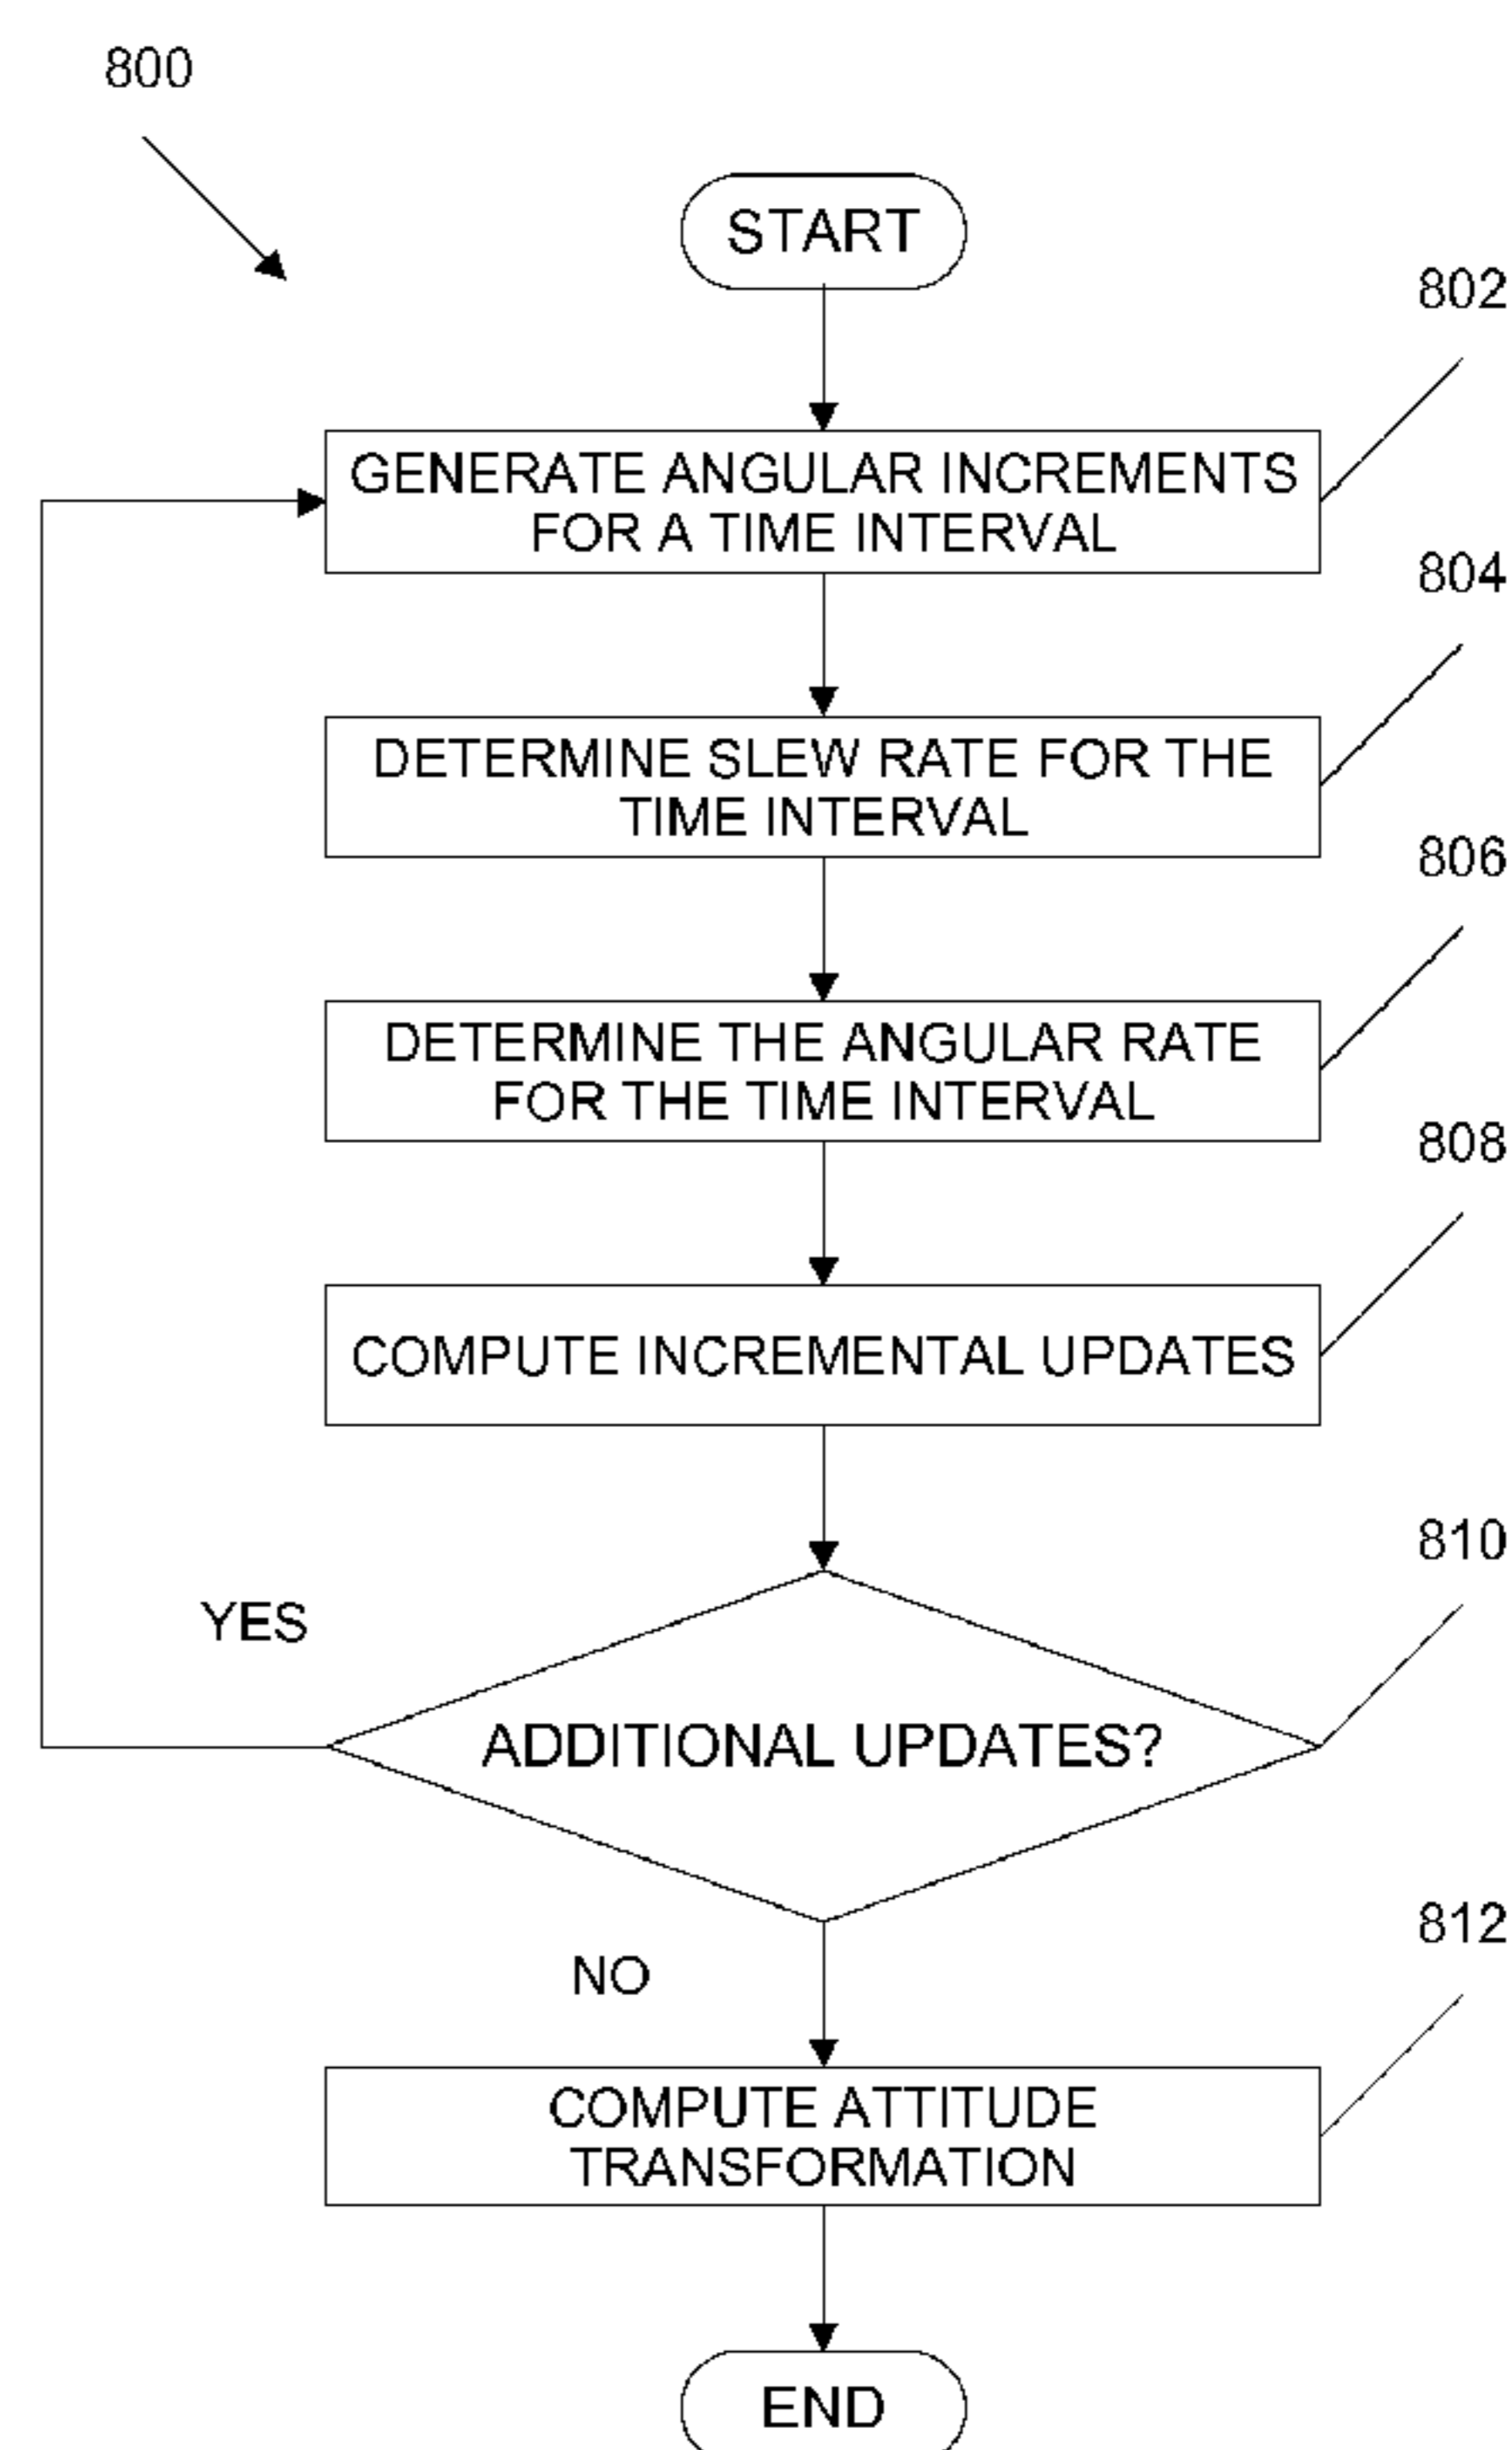 800
START
802
GENERATE ANGULAR INCREMENTS
FOR A TIME INTERVAL
804
DETERMINE SLEW RATE FOR THE
TIME INTERVAL
806
DETERMINE THE ANGULAR RATE
FOR THE TIME INTERVAL
808
COMPUTE INCREMENTAL UPDATES
810
YES
ADDITIONAL UPDATES?
812
NO
COMPUTE ATTITUDE
TRANSFORMATION
END